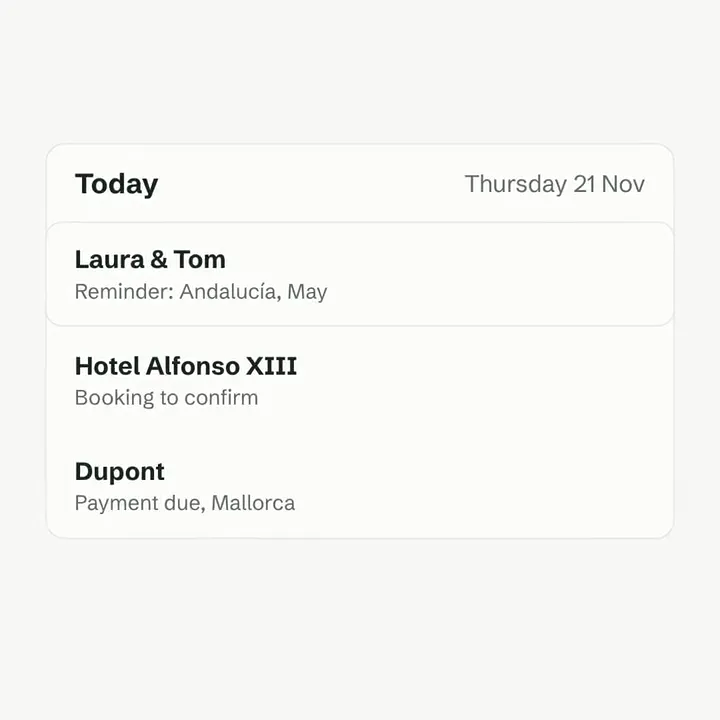 Today
Thursday 21 Nov
Laura & Tom
Reminder: Andalucía, May
Hotel Alfonso XIII
Booking to confirm
Dupont
Payment due, Mallorca